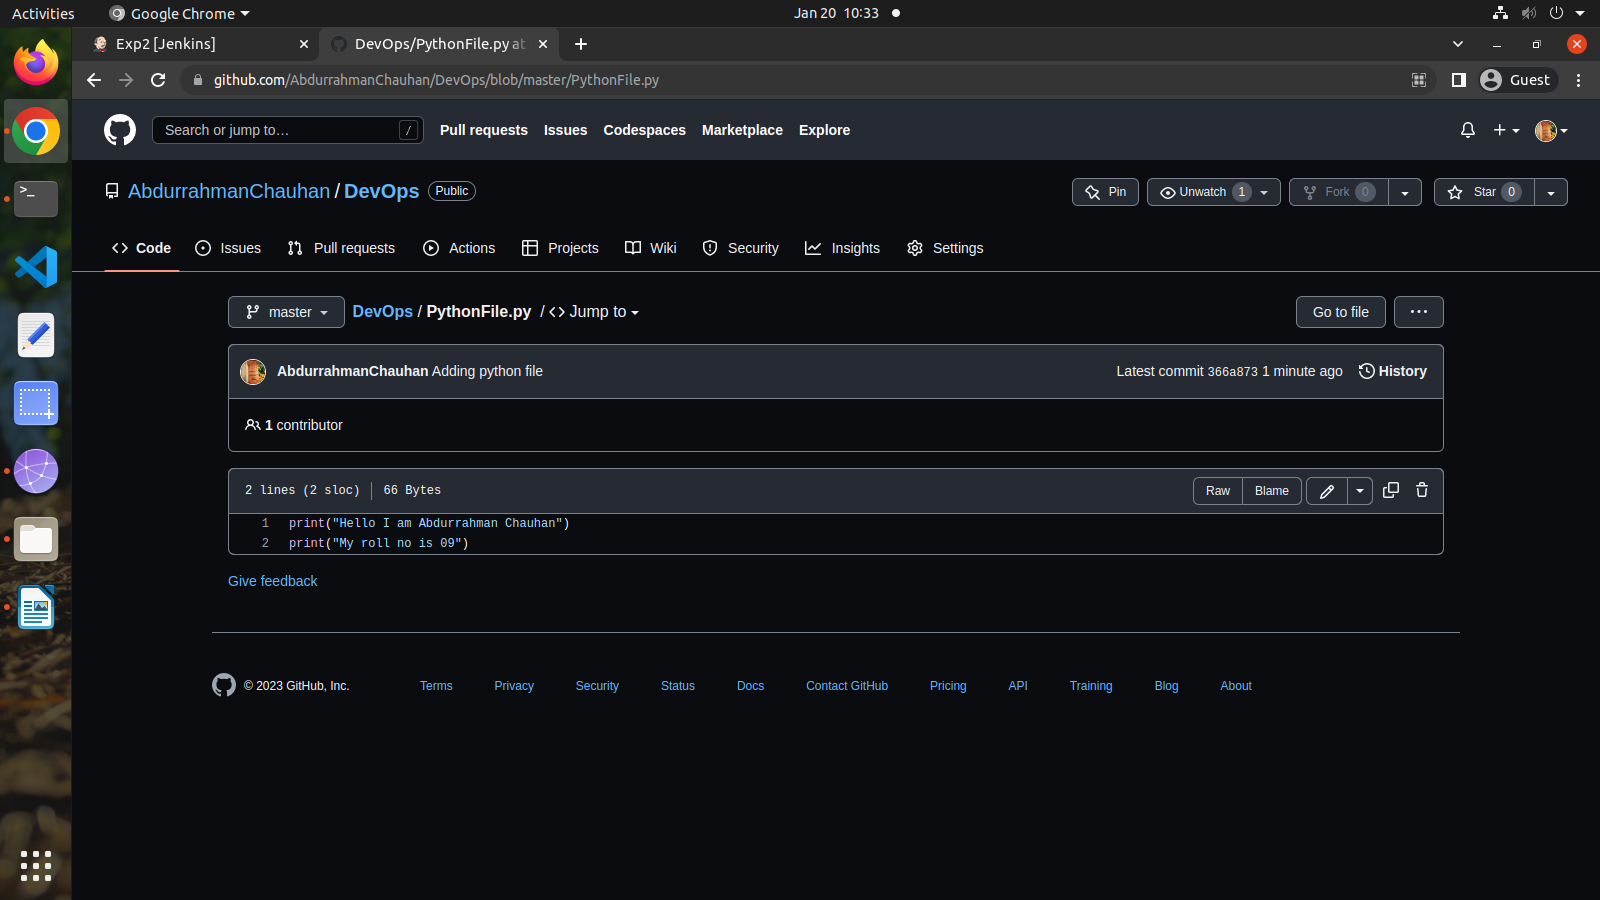 Activities Google Chrome Jan 20 10:33
Exp2 [Jenkins] DevOps/PythonFile.py at
github.com/AbdurrahmanChauhan/DevOps/blob/master/PythonFile.py Guest
Search or jump to… / Pull requests Issues Codespaces Marketplace Explore
AbdurrahmanChauhan / DevOps Public Pin Unwatch 1 Fork 0 Star 0
Code Issues Pull requests Actions Projects Wiki Security Insights Settings
master DevOps / PythonFile.py / <> Jump to Go to file ...
AbdurrahmanChauhan Adding python file Latest commit 366a873 1 minute ago History
1 contributor
2 lines (2 sloc) 66 Bytes Raw Blame
1 print("Hello I am Abdurrahman Chauhan")
2 print("My roll no is 09")
Give feedback
© 2023 GitHub, Inc. Terms Privacy Security Status Docs Contact GitHub Pricing API Training Blog About